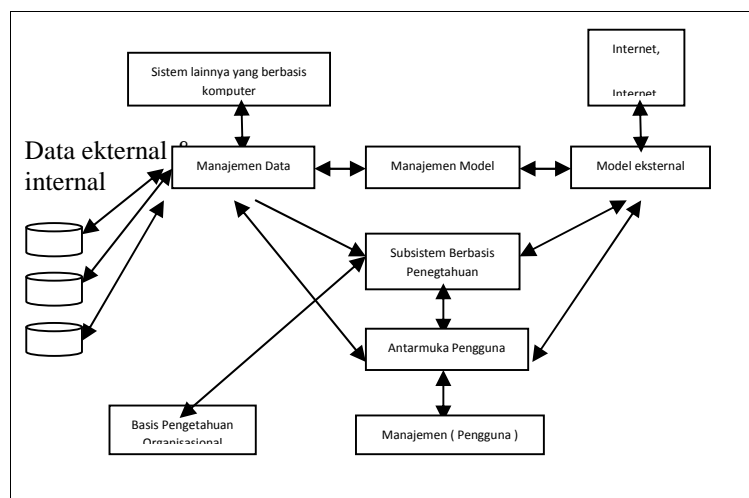 Internet,
Internet
Sistem lainnya yang berbasis
komputer
Data ekternal
internal
Manajemen Data
Manajemen Model
Model eksternal
Subsistem Berbasis
Penegtahuan
Antarmuka Pengguna
Basis Pengetahuan
Organisasional
Manajemen ( Pengguna )